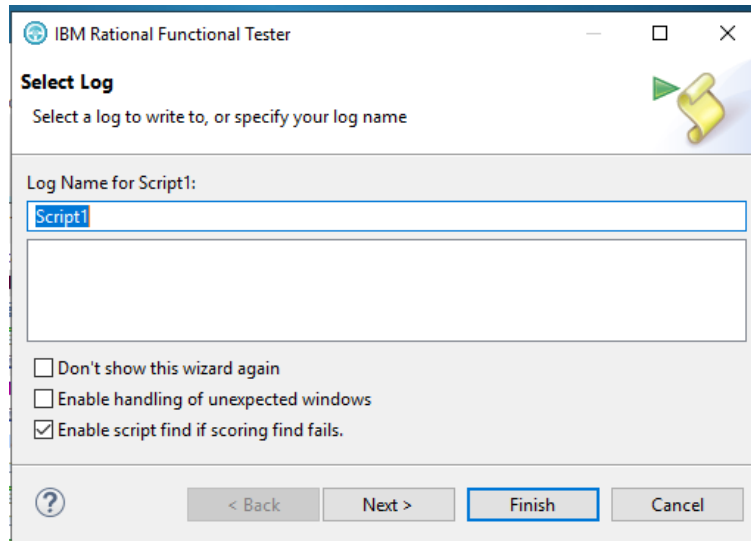 IBM Rational Functional Tester
Select Log
Select a log to write to, or specify your log name
Log Name for Script1:
Script1
Don't show this wizard again
Enable handling of unexpected windows
Enable script find if scoring find fails.
? < Back Next > Finish Cancel